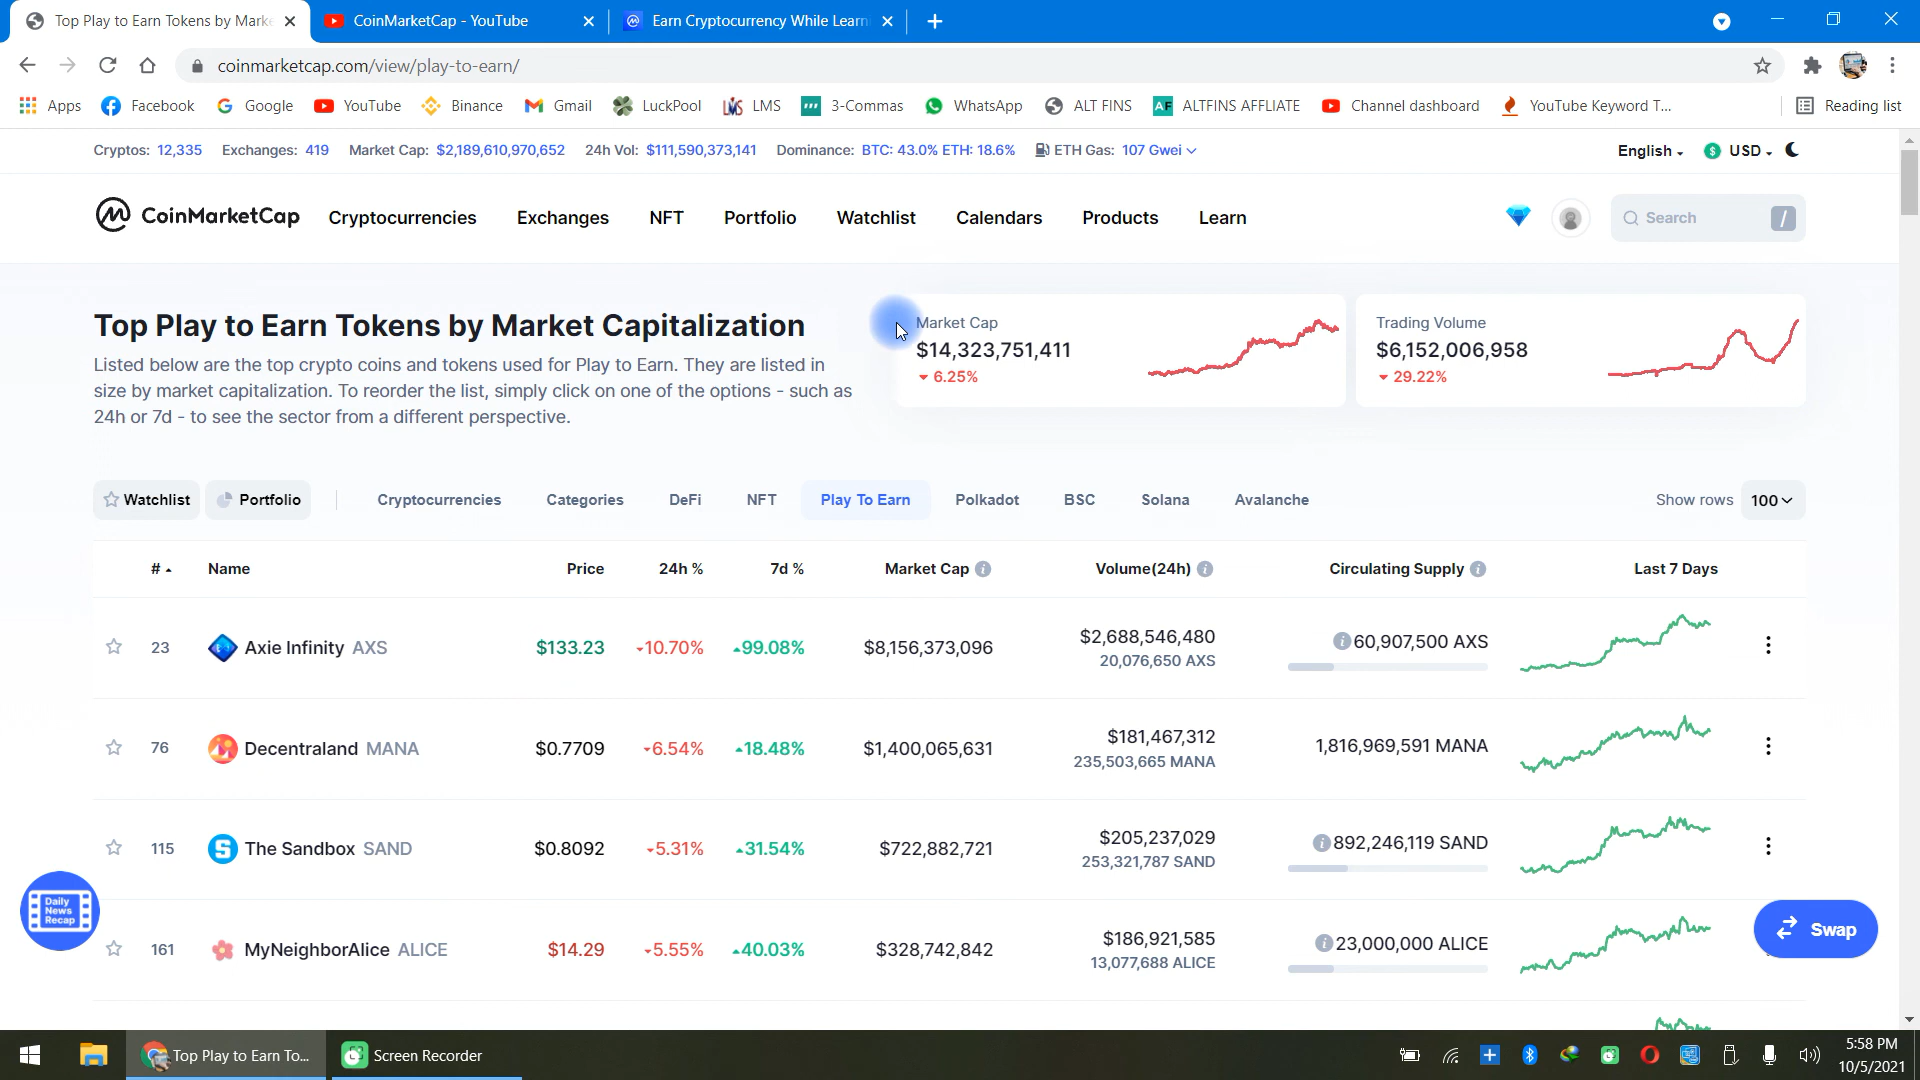 Top Play to Earn Tokens by Marke
CoinMarketCap - YouTube
Earn Cryptocurrency While Learn
coinmarketcap.com/view/play-to-earn/
Apps Facebook Google YouTube Binance Gmail LuckPool LMS 3-Commas WhatsApp ALT FINS ALTFINS AFFLIATE Channel dashboard YouTube Keyword T... Reading list
Cryptos: 12,335 Exchanges: 419 Market Cap: $2,189,610,970,652 24h Vol: $111,590,373,141 Dominance: BTC: 43.0% ETH: 18.6% ETH Gas: 107 Gwei English USD
CoinMarketCap Cryptocurrencies Exchanges NFT Portfolio Watchlist Calendars Products Learn Search /
Top Play to Earn Tokens by Market Capitalization
Listed below are the top crypto coins and tokens used for Play to Earn. They are listed in
size by market capitalization. To reorder the list, simply click on one of the options - such as
24h or 7d - to see the sector from a different perspective.
Market Cap
$14,323,751,411
6.25%
Trading Volume
$6,152,006,958
29.22%
Watchlist Portfolio Cryptocurrencies Categories DeFi NFT Play To Earn Polkadot BSC Solana Avalanche Show rows 100
# Name Price 24h % 7d % Market Cap Volume(24h) Circulating Supply Last 7 Days
23 Axie Infinity AXS $133.23 10.70% 99.08% $8,156,373,096 $2,688,546,480 60,907,500 AXS
20,076,650 AXS
76 Decentraland MANA $0.7709 6.54% 18.48% $1,400,065,631 $181,467,312 1,816,969,591 MANA
235,503,665 MANA
115 The Sandbox SAND $0.8092 5.31% 31.54% $722,882,721 $205,237,029 892,246,119 SAND
253,321,787 SAND
161 MyNeighborAlice ALICE $14.29 5.55% 40.03% $328,742,842 $186,921,585 23,000,000 ALICE
13,077,688 ALICE
Daily
News
Recap
Swap
Top Play to Earn To...
Screen Recorder
5:58 PM
10/5/2021